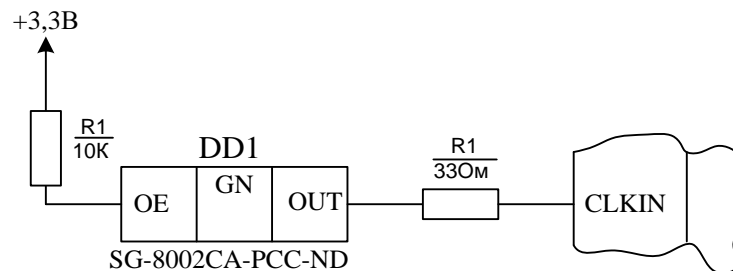 +3,3В
R1
10К
DD1
R1
33Ом
OE
GN
OUT
CLKIN
SG-8002CA-PCC-ND